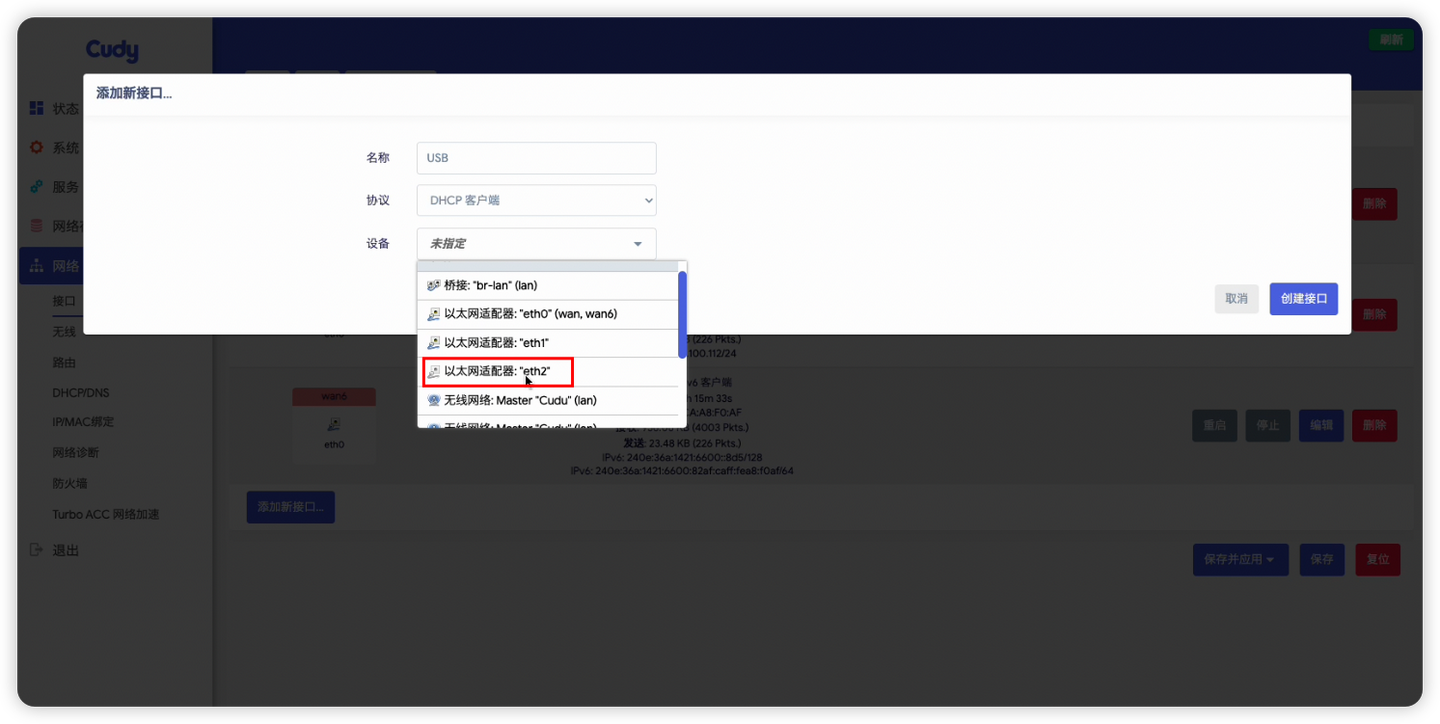 Cudy
刷新
添加新接口...
状态
系统
服务
网络
网络
接口
无线
路由
DHCP/DNS
IP/MAC绑定
网络诊断
防火墙
Turbo ACC 网络加速
退出
名称
USB
协议
DHCP 客户端
设备
未指定
桥接: "br-lan" (lan)
以太网适配器: "eth0" (wan, wan6)
以太网适配器: "eth1"
以太网适配器: "eth2"
无线网络: Master "Cudu" (lan)
无线网络: Master "Cudu" (lan)
取消
创建接口
删除
删除
(226 Pkts.)
.100.112/24
wan6
eth0
v6 客户端
h 15m 33s
CA:A8:F0:AF
(4003 Pkts.)
发送: 23.48 KB (226 Pkts.)
IPv6: 240e:36a:1421:6600::8d5/128
IPv6: 240e:36a:1421:6600:82af:caff:fea8:f0af/64
重启
停止
编辑
删除
添加新接口...
保存并应用
保存
复位